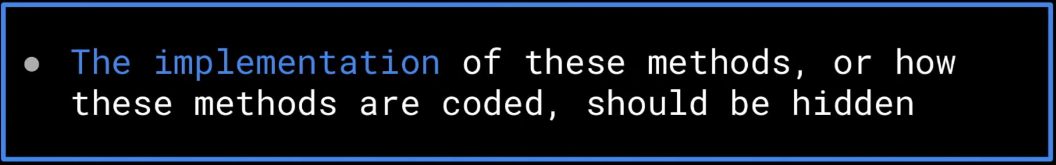 ● The implementation of these methods, or how
these methods are coded, should be hidden